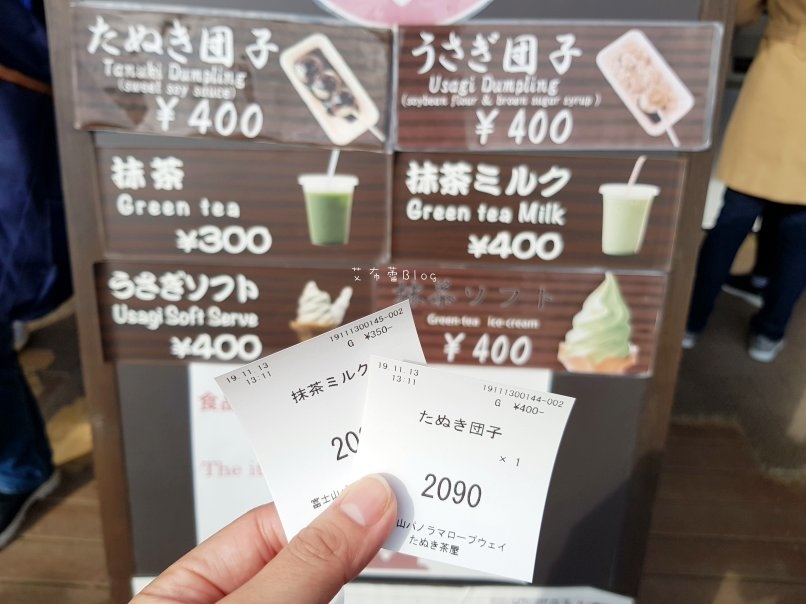 たぬき団子
Tanuki Dumpling
(sweet soy sauce)
¥400
うさぎ団子
Usagi Dumpling
(soybean flour & brown sugar syrup)
¥400
抹茶
Green tea
¥300
抹茶ミルク
Green tea Milk
¥400
うさぎソフト
Usagi Soft Serve
¥400
抹茶ソフト
Green tea ice cream
¥400
艾布蕾Blog
19111300145-002
G ¥350-
19.11.13
13:11
抹茶ミルク
富士山
19111300144-002
G ¥400-
19.11.13
13:11
たぬき団子
× 1
2090
山パノラマロープウェイ
たぬき茶屋
The